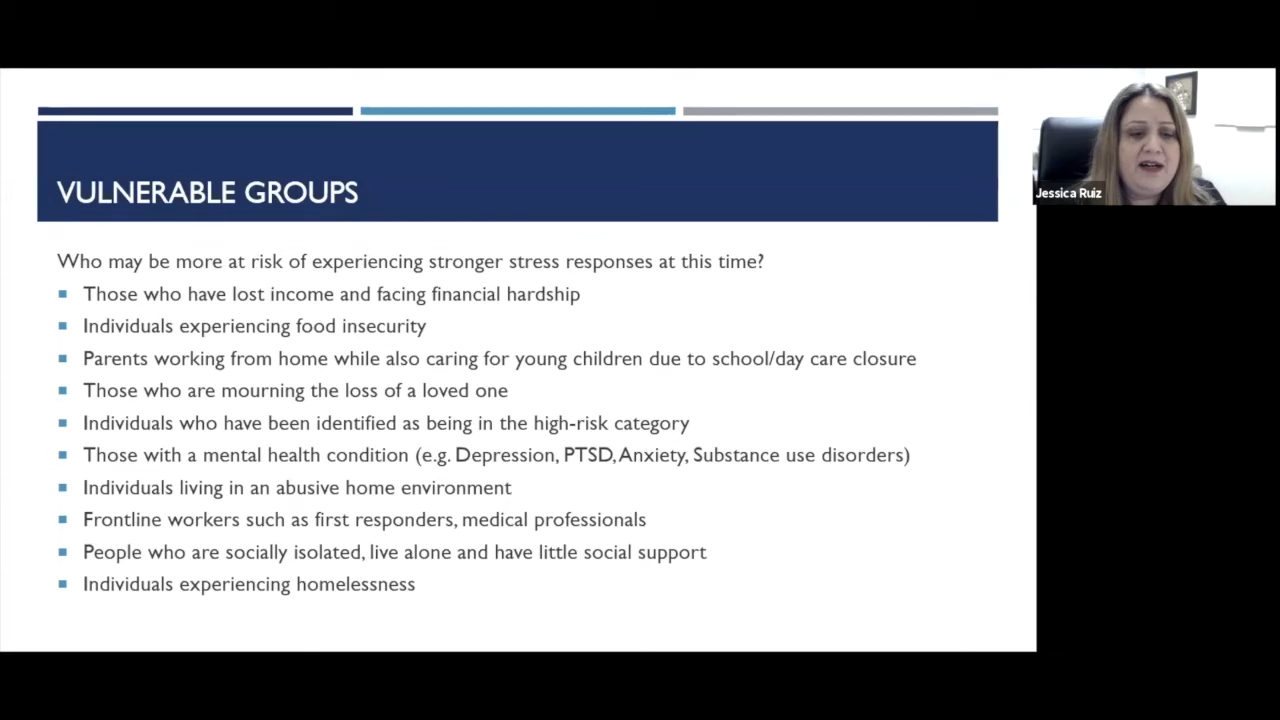 VULNERABLE GROUPS
Who may be more at risk of experiencing stronger stress responses at this time?
Those who have lost income and facing financial hardship
Individuals experiencing food insecurity
Parents working from home while also caring for young children due to school/day care closure
Those who are mourning the loss of a loved one
Individuals who have been identified as being in the high-risk category
Those with a mental health condition (e.g. Depression, PTSD, Anxiety, Substance use disorders)
Individuals living in an abusive home environment
Frontline workers such as first responders, medical professionals
People who are socially isolated, live alone and have little social support
Individuals experiencing homelessness
Jessica Ruiz